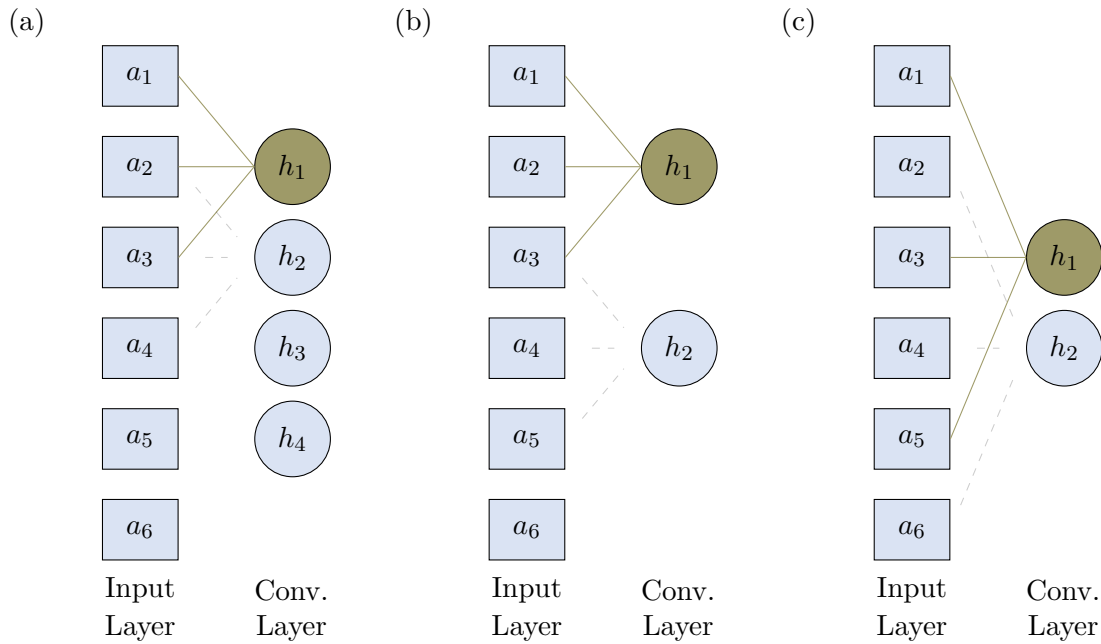 (a)
a1
a2
a3
a4
a5
a6
h1
h2
h3
h4
Input
Layer
Conv.
Layer
(b)
a1
a2
a3
a4
a5
a6
h1
h2
Input
Layer
Conv.
Layer
(c)
a1
a2
a3
a4
a5
a6
h1
h2
Input
Layer
Conv.
Layer